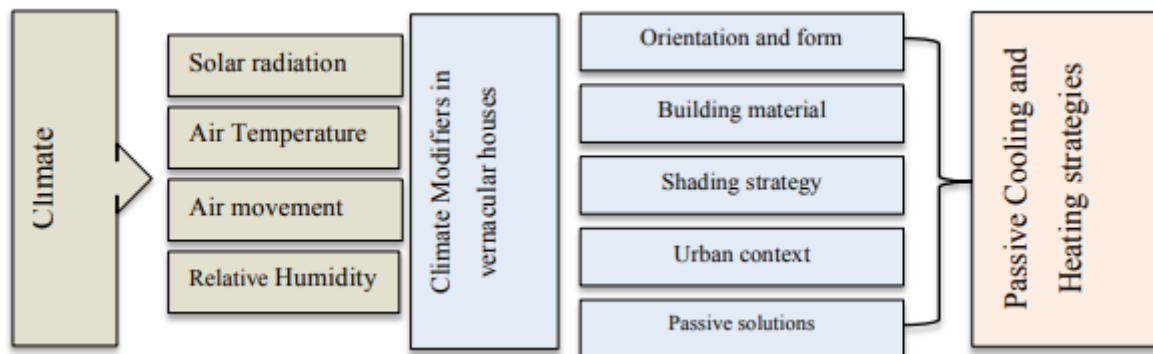 Climate
Solar radiation
Air Temperature
Air movement
Relative Humidity
Climate Modifiers in
vernacular houses
Orientation and form
Building material
Shading strategy
Urban context
Passive solutions
Passive Cooling and
Heating strategies